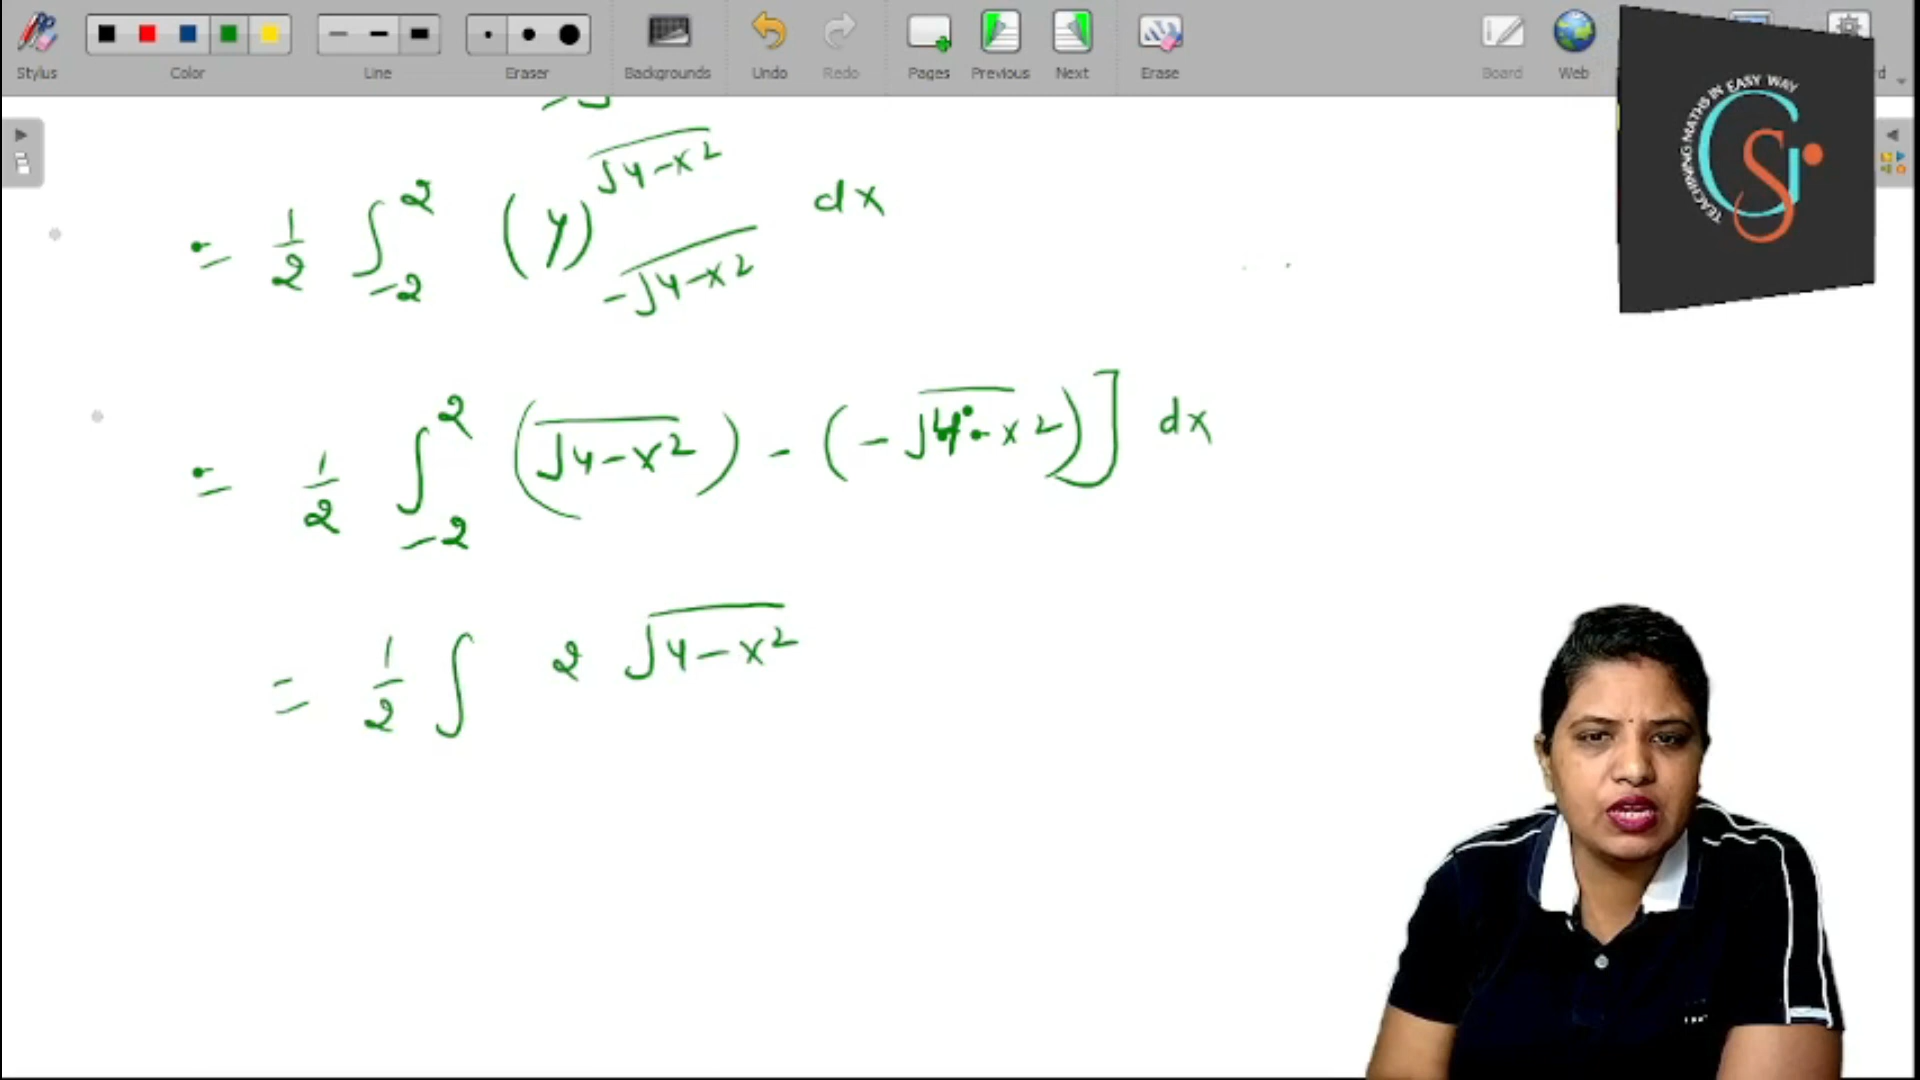 Stylus Color Line Eraser Backgrounds Undo Redo Pages Previous Next Erase Board Web
TEACHNING MATHS IN EASY WAY
GSr
= 1/2 ∫_{-2}^{2} (y)_{-√(4-x²)}^{√(4-x²)} dx
= 1/2 ∫_{-2}^{2} (√(4-x²)) - (-√(4-x²))] dx
= 1/2 ∫ 2 √(4-x²)